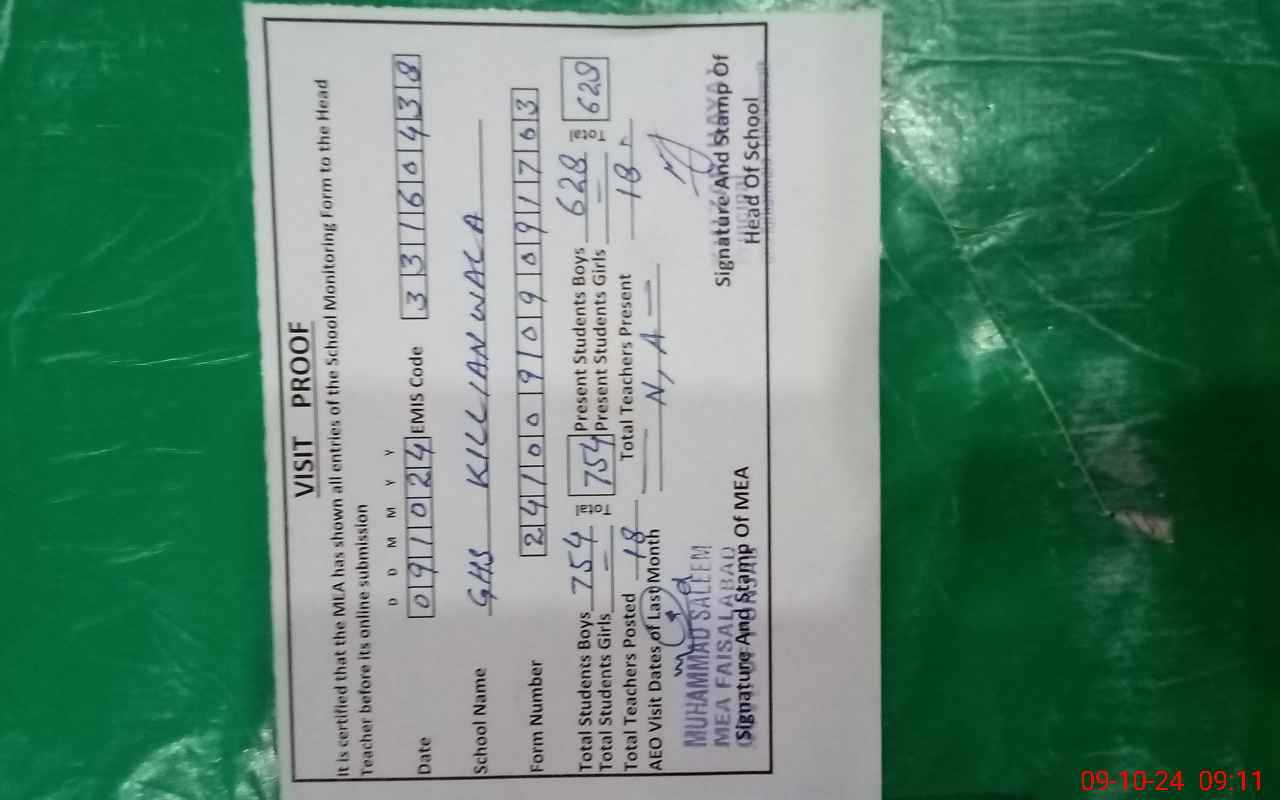 VISIT PROOF
It is certified that the MEA has shown all entries of the School Monitoring Form to the Head
Teacher before its online submission
D D M M Y Y
Date 091024 EMIS Code 33160438
School Name GHS KILLIANWALA
Form Number 2410090909091763
Total Students Boys 754 Total 754 Present Students Boys 628 Total 628
Total Students Girls — Present Students Girls —
Total Teachers Posted 18 Total Teachers Present 18
AEO Visit Dates of Last Month — N,A —
MUHAMMAD SALEEM
MEA FAISALABAD
Signature And Stamp Of MEA
Signature And Stamp Of
Head Of School
09-10-24 09:11